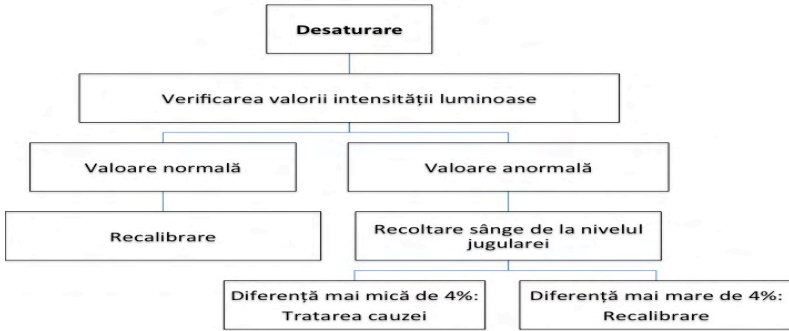 Desaturare
Verificarea valorii intensității luminoase
Valoare normală
Valoare anormală
Recalibrare
Recoltare sânge de la nivelul
jugularei
Diferență mai mică de 4%:
Tratarea cauzei
Diferență mai mare de 4%:
Recalibrare